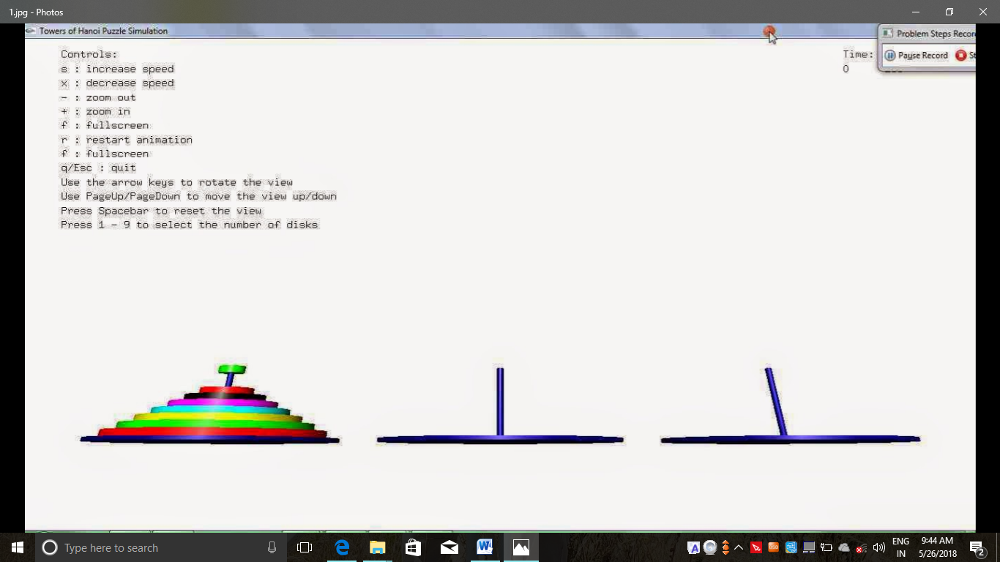 1.jpg - Photos
Towers of Hanoi Puzzle Simulation
Problem Steps Recor
Pause Record
St
Controls:
s : increase speed
x : decrease speed
- : zoom out
+ : zoom in
f : fullscreen
r : restart animation
f : fullscreen
q/Esc : quit
Use the arrow keys to rotate the view
Use PageUp/PageDown to move the view up/down
Press Spacebar to reset the view
Press 1 - 9 to select the number of disks
Time:
0
Type here to search
ENG
IN
9:44 AM
5/26/2018
2